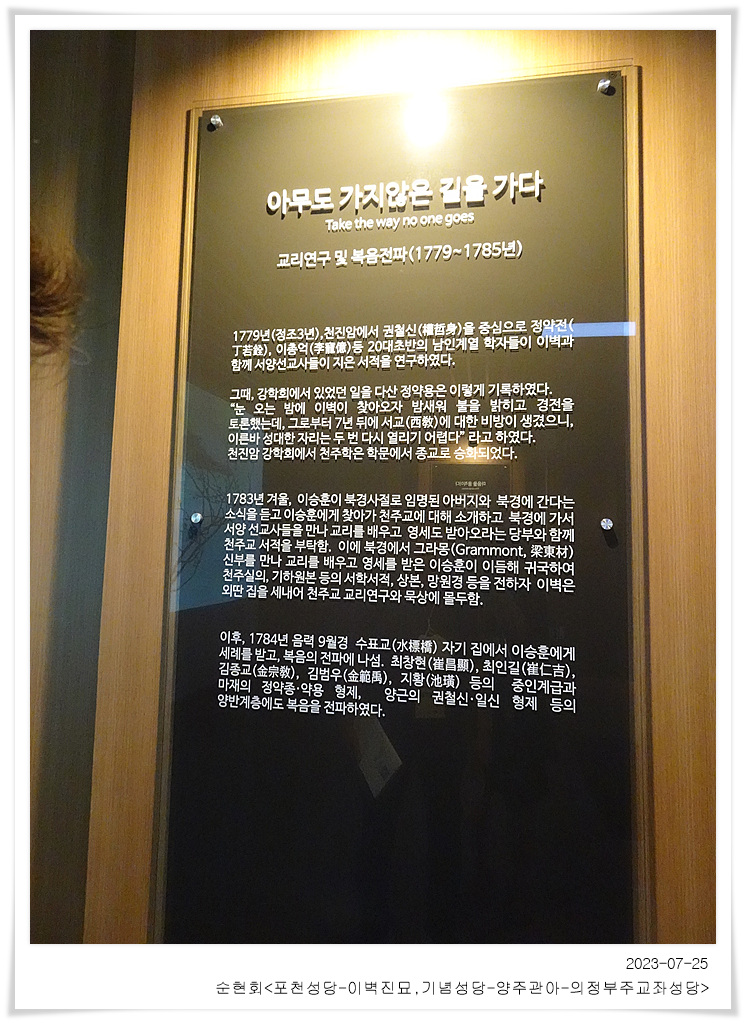 아무도 가지않은 길을 가다
Take the way no one goes
교리연구 및 복음전파(1779~1785년)
1779년(정조3년),천진암에서 권철신(權哲身)을 중심으로 정약전(
丁若銓), 이총억(李寵億)등 20대초반의 남인계열 학자들이 이벽과
함께 서양선교사들이 지은 서적을 연구하였다.
그때, 강학회에서 있었던 일을 다산 정약용은 이렇게 기록하였다.
“눈 오는 밤에 이벽이 찾아오자 밤새워 불을 밝히고 경전을
토론했는데, 그로부터 7년 뒤에 서교(西敎)에 대한 비방이 생겼으니,
이른바 성대한 자리는 두 번 다시 열리기 어렵다” 라고 하였다.
천진암 강학회에서 천주학은 학문에서 종교로 승화되었다.
1783년 겨울, 이승훈이 북경사절로 임명된 아버지와 북경에 간다는
소식을 듣고 이승훈에게 찾아가 천주교에 대해 소개하고 북경에 가서
서양 선교사들을 만나 교리를 배우고 영세도 받아오라는 당부와 함께
천주교 서적을 부탁함. 이에 북경에서 그라몽(Grammont, 梁東材)
신부를 만나 교리를 배우고 영세를 받은 이승훈이 이듬해 귀국하여
천주실의, 기하원본 등의 서학서적, 상본, 망원경 등을 전하자 이벽은
외딴 집을 세내어 천주교 교리연구와 묵상에 몰두함.
이후, 1784년 음력 9월경 수표교(水標橋) 자기 집에서 이승훈에게
세례를 받고, 복음의 전파에 나섬. 최창현(崔昌顯), 최인길(崔仁吉),
김종교(金宗敎), 김범우(金範禹), 지황(池璜) 등의 중인계급과
마재의 정약종·약용 형제, 양근의 권철신·일신 형제 등의
양반계층에도 복음을 전파하였다.
2023-07-25
순현회<포천성당-이벽진묘,기념성당-양주관아-의정부주교좌성당>